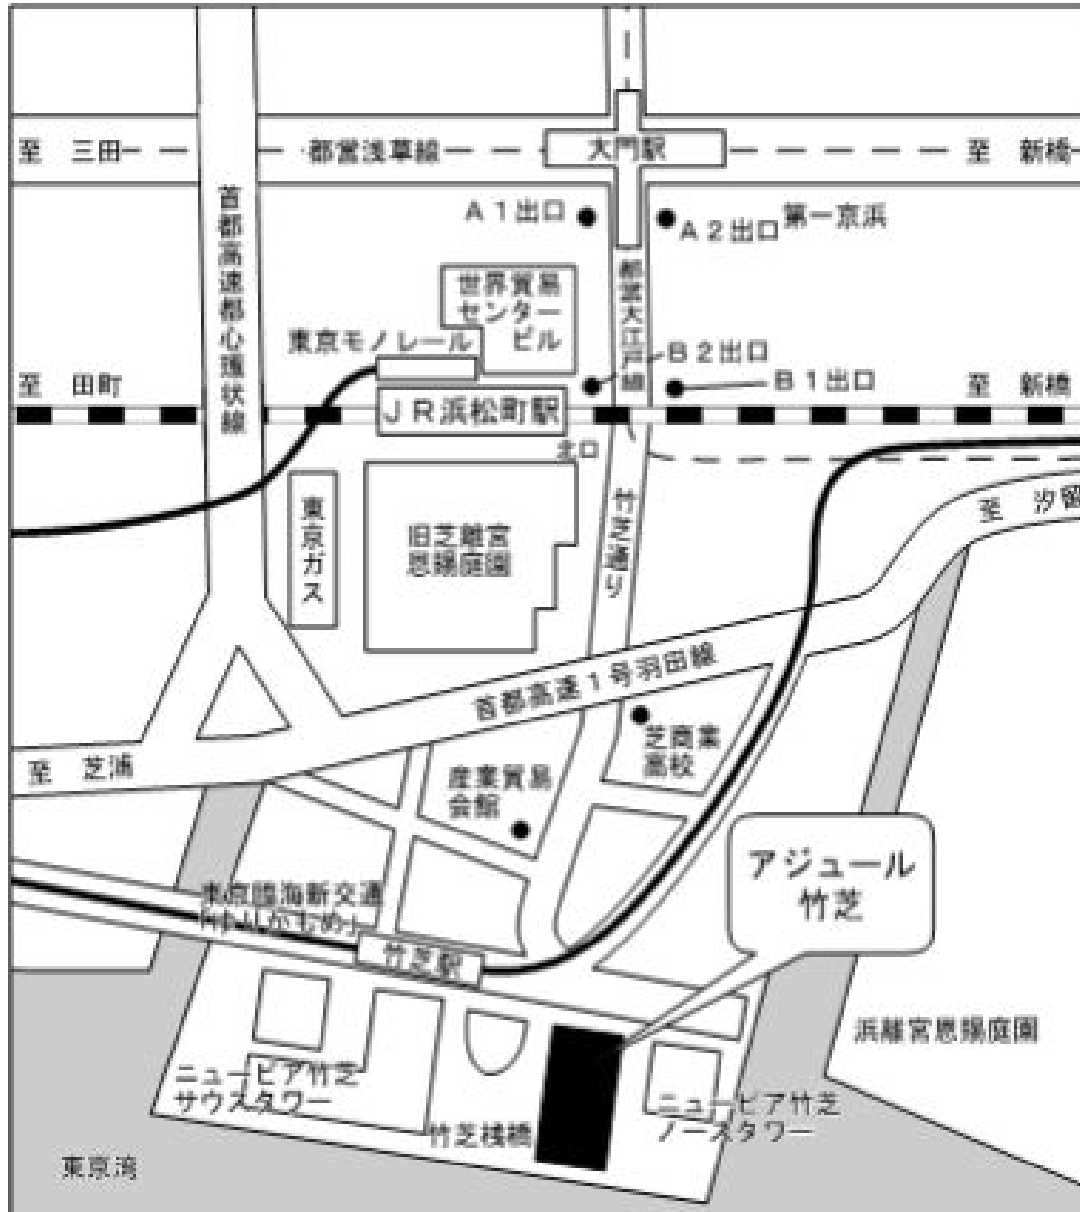 至 三田
都営浅草線
大門駅
至 新橋
A1出口
A2出口
第一京浜
首都高速都心環状線
世界貿易
センター
ビル
都営大江戸線
東京モノレール
B2出口
B1出口
至 田町
至 新橋
JR浜松町駅
北口
東京ガス
旧芝離宮
恩賜庭園
竹芝通り
至 汐留
首都高速1号羽田線
芝商業
高校
至 芝浦
産業貿易
会館
アジュール
竹芝
東京臨海新交通
「ゆりかもめ」
竹芝駅
浜離宮恩賜庭園
ニューピア竹芝
サウスタワー
ニューピア竹芝
ノースタワー
竹芝桟橋
東京湾